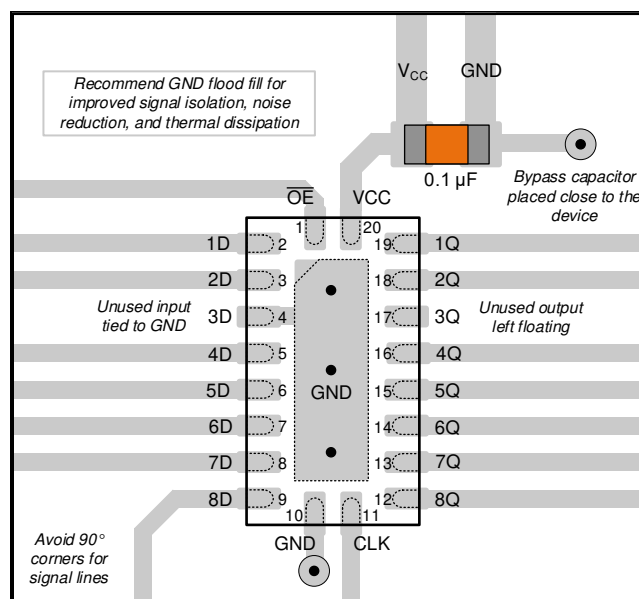 V_CC GND
Recommend GND flood fill for
improved signal isolation, noise
reduction, and thermal dissipation
0.1 µF
Bypass capacitor
placed close to the
device
O̅E̅ VCC
1 20
1D 2 19 1Q
2D 3 18 2Q
Unused input
tied to GND
3D 4 17 3Q
Unused output
left floating
4D 5 16 4Q
5D 6 GND 15 5Q
6D 7 14 6Q
7D 8 13 7Q
8D 9 12 8Q
10 11
GND CLK
Avoid 90°
corners for
signal lines